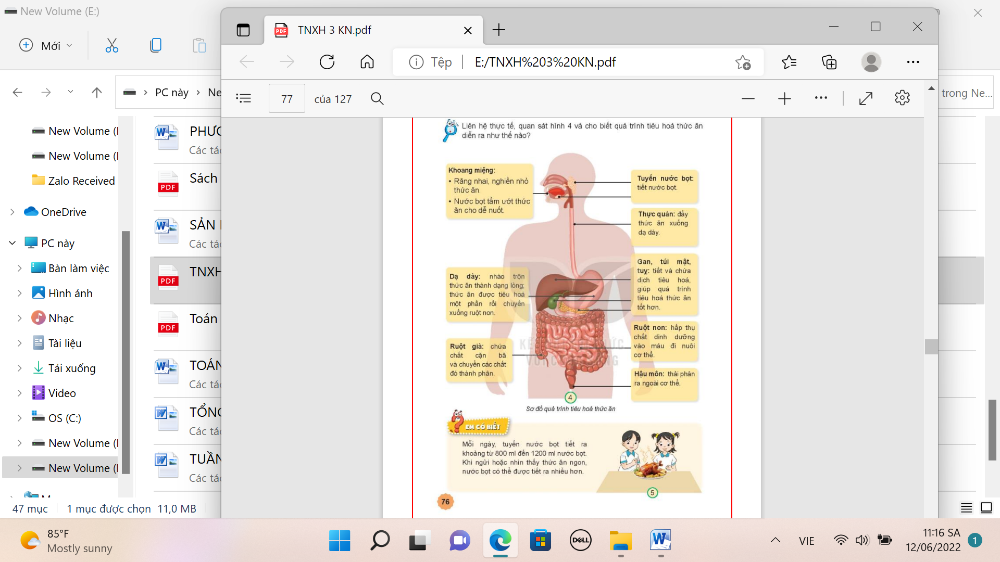 New Volume (E:)
Mới
TNXH 3 KN.pdf
Tệp
E:/TNXH%203%20KN.pdf
PC này
Ne
trong Ne...
77
của 127
New Volume (
New Volume (
Zalo Received
OneDrive
PC này
Bàn làm việc
Hình ảnh
Nhạc
Tài liệu
Tải xuống
Video
OS (C:)
New Volume (
New Volume (
PHƯƠ
Các tác
PDF
Sách
SẢN
Các tác
PDF
TNXH
PDF
Toán
TOÁN
Các tác
TỔNG
Các tác
TUẦN
Các tác
47 mục
1 mục được chọn 11,0 MB
Liên hệ thực tế, quan sát hình 4 và cho biết quá trình tiêu hoá thức ăn
diễn ra như thế nào?
Khoang miệng:
• Răng nhai, nghiền nhỏ
thức ăn.
• Nước bọt tẩm ướt thức
ăn cho dễ nuốt.
Tuyến nước bọt:
tiết nước bọt.
Thực quản: đẩy
thức ăn xuống
dạ dày.
Dạ dày: nhào trộn
thức ăn thành dạng lỏng;
thức ăn được tiêu hoá
một phần rồi chuyển
xuống ruột non.
Gan, túi mật,
tuỵ: tiết và chứa
dịch tiêu hoá,
giúp quá trình
tiêu hoá thức ăn
tốt hơn.
Ruột non: hấp thụ
chất dinh dưỡng
vào máu đi nuôi
cơ thể.
Ruột già: chứa
chất cặn bã
và chuyển các chất
đó thành phân.
Hậu môn: thải phân
ra ngoài cơ thể.
4
Sơ đồ quá trình tiêu hoá thức ăn
EM CÓ BIẾT
Mỗi ngày, tuyến nước bọt tiết ra
khoảng từ 800 ml đến 1200 ml nước bọt.
Khi ngửi hoặc nhìn thấy thức ăn ngon,
nước bọt có thể được tiết ra nhiều hơn.
5
76
85°F
Mostly sunny
DELL
VIE
11:16 SA
12/06/2022
1